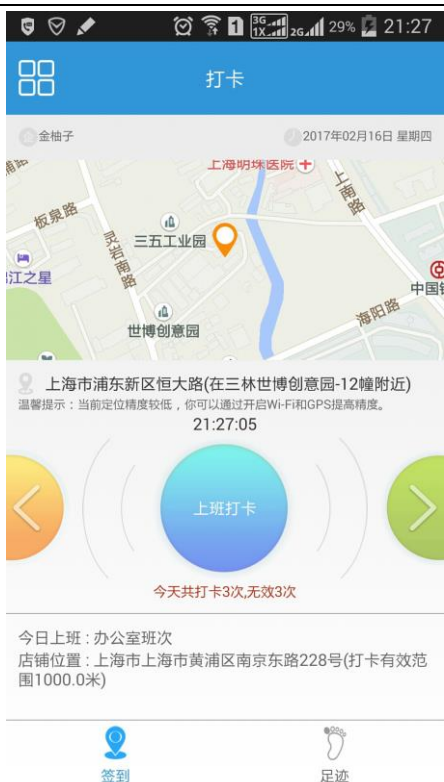 3G
1 1X 2G 29% 21:27
打卡
金柚子 2017年02月16日 星期四
上海明珠医院
上南路
板泉路
灵岩南路
三五工业园
江之星
中国
海阳路
世博创意园
上海市浦东新区恒大路(在三林世博创意园-12幢附近)
温馨提示：当前定位精度较低，你可以通过开启Wi-Fi和GPS提高精度。
21:27:05
上班打卡
今天共打卡3次,无效3次
今日上班 : 办公室班次
店铺位置 : 上海市上海市黄浦区南京东路228号(打卡有效范
围1000.0米)
签到 足迹